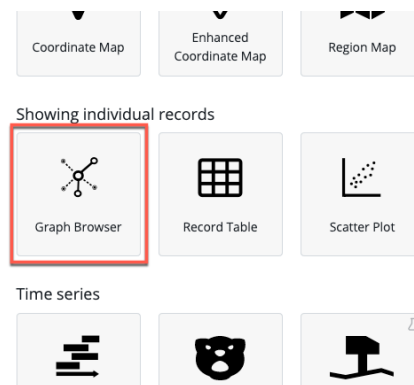 Coordinate Map
Enhanced
Coordinate Map
Region Map
Showing individual records
Graph Browser
Record Table
Scatter Plot
Time series